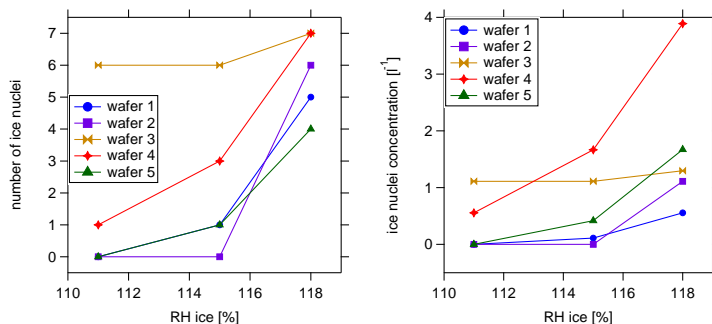 number of ice nuclei
7
6
5
4
3
2
1
0
wafer 1
wafer 2
wafer 3
wafer 4
wafer 5
110
112
114
116
118
RH ice [%]
ice nuclei concentration [l⁻¹]
4
3
2
1
0
wafer 1
wafer 2
wafer 3
wafer 4
wafer 5
110
112
114
116
118
RH ice [%]